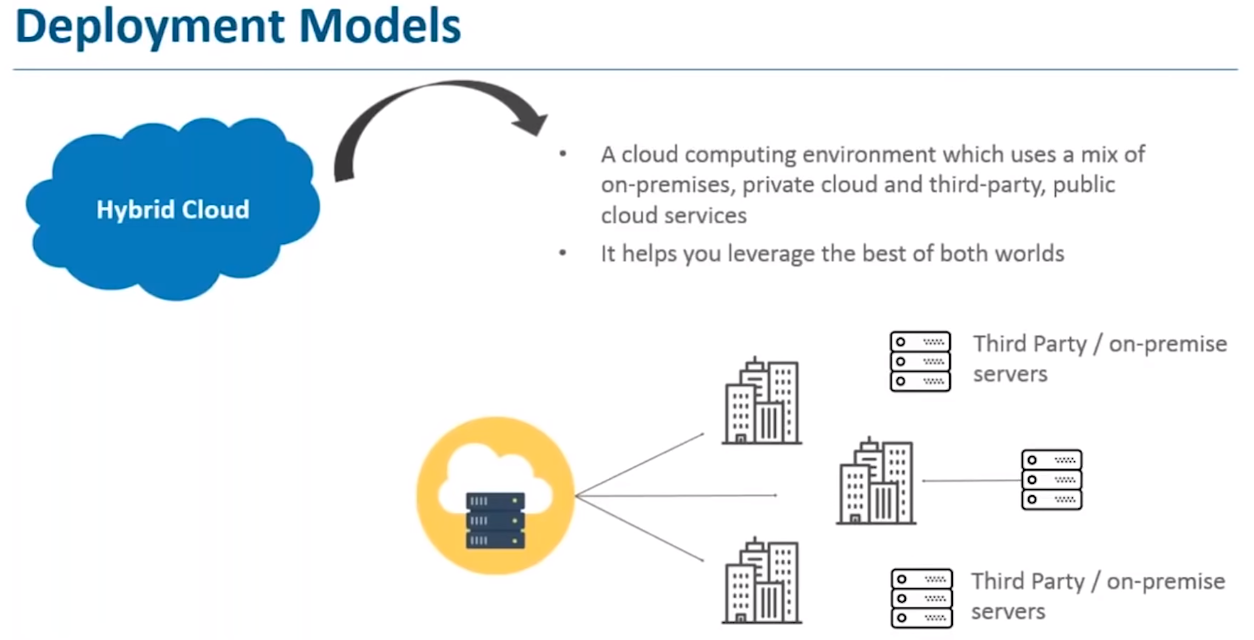 Deployment Models
Hybrid Cloud
• A cloud computing environment which uses a mix of
on-premises, private cloud and third-party, public
cloud services
• It helps you leverage the best of both worlds
Third Party / on-premise
servers
Third Party / on-premise
servers